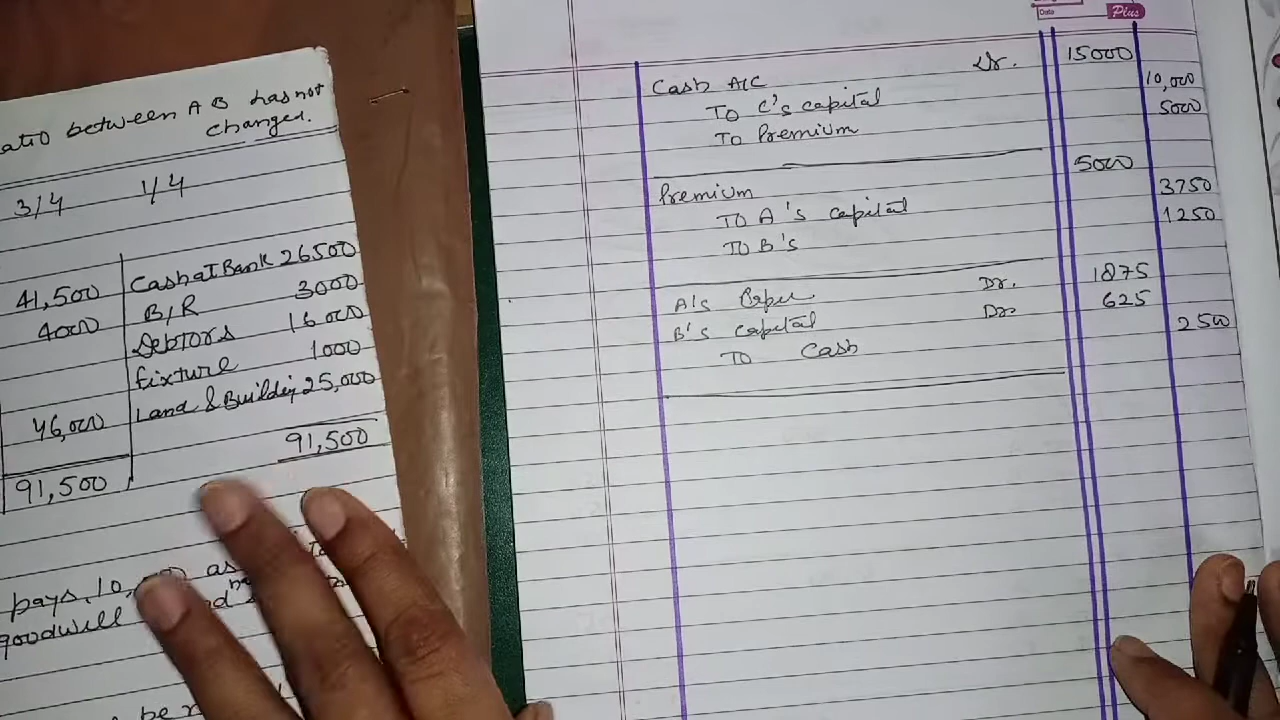 atio between A B has not
changed.
3/4 1/4
41,500 Cash at Bank 26500
4000 B/R 3000
Debtors 16000
fixture 1000
46,000 Land & Building 25,000
91,500
91,500
pays 10, as
goodwill
be
Data Plus
Cash A/C Dr. 15000
To C's capital 10,000
To Premium 5000
Premium 5000
To A's capital 3750
To B's 1250
A's Dr. 1875
B's capital Dr. 625
To Cash 2500